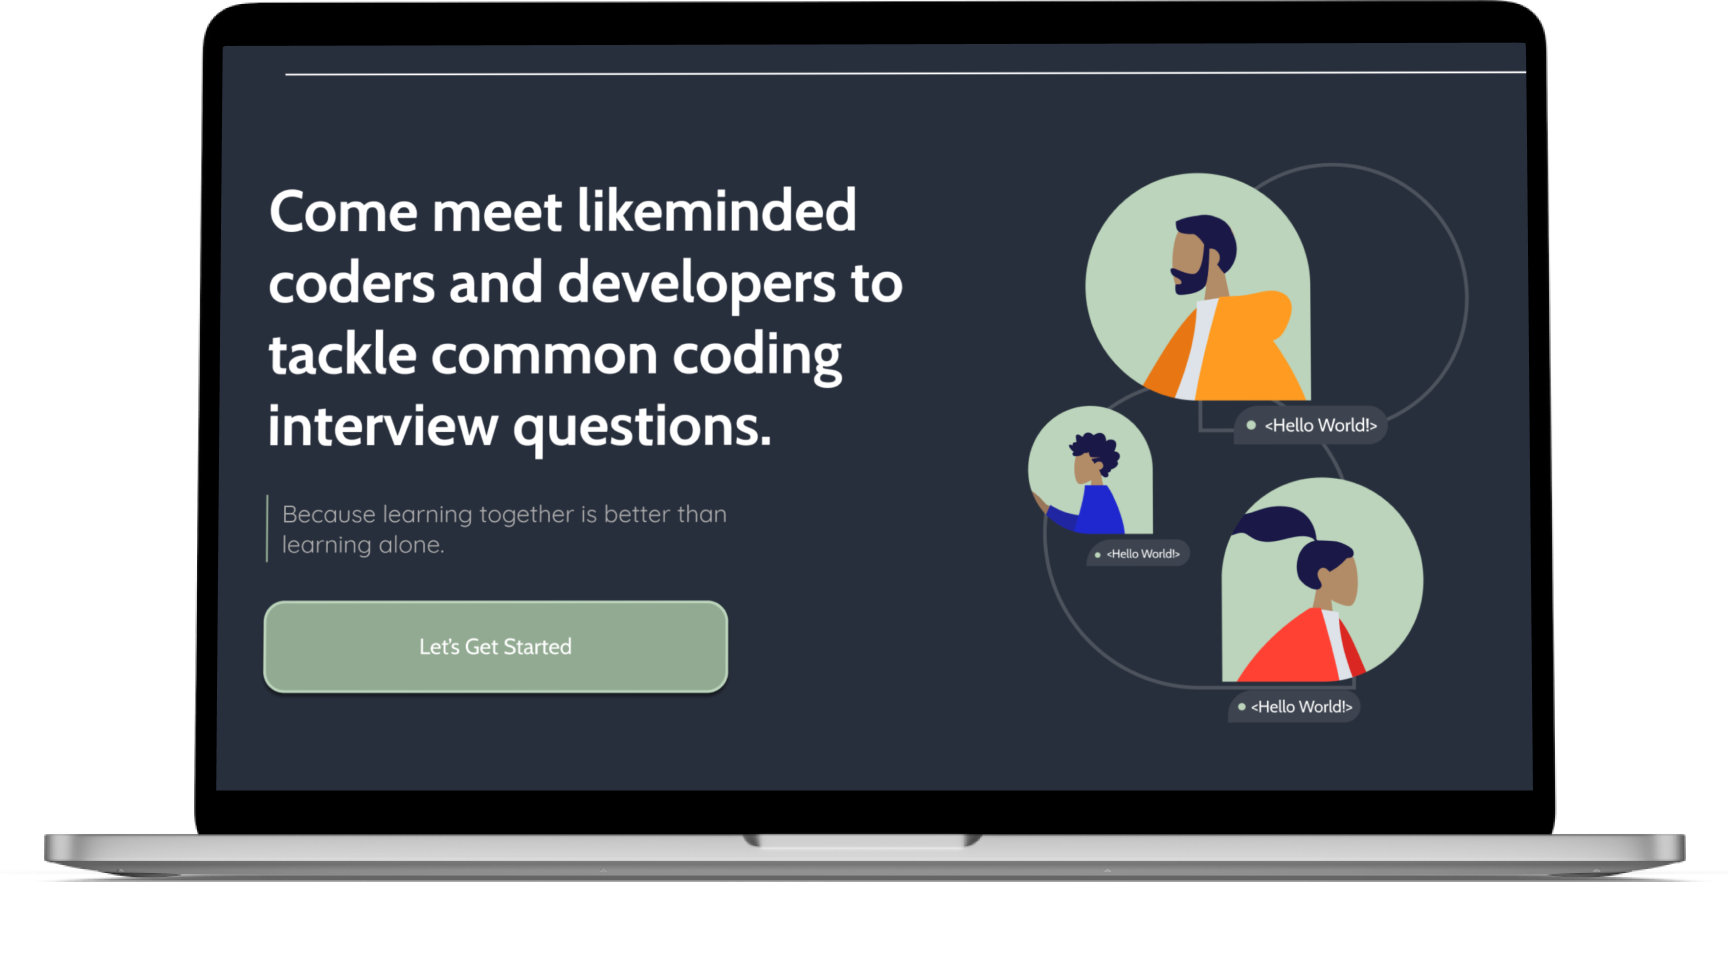 Come meet likeminded
coders and developers to
tackle common coding
interview questions.
Because learning together is better than
learning alone.
Let's Get Started
<Hello World!>
<Hello World!>
<Hello World!>